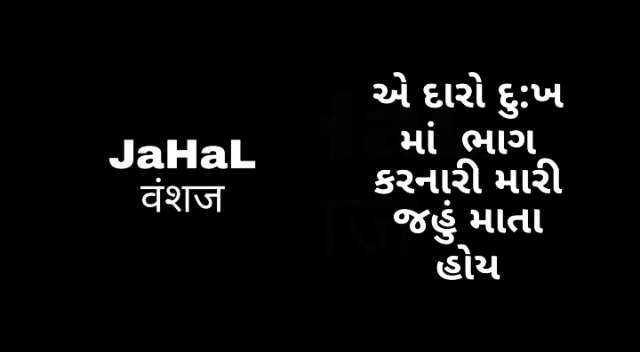 JaHaL
वंशज
એ દારો દુ:ખ
માં ભાગ
કરનારી મારી
જહું માતા
હોય